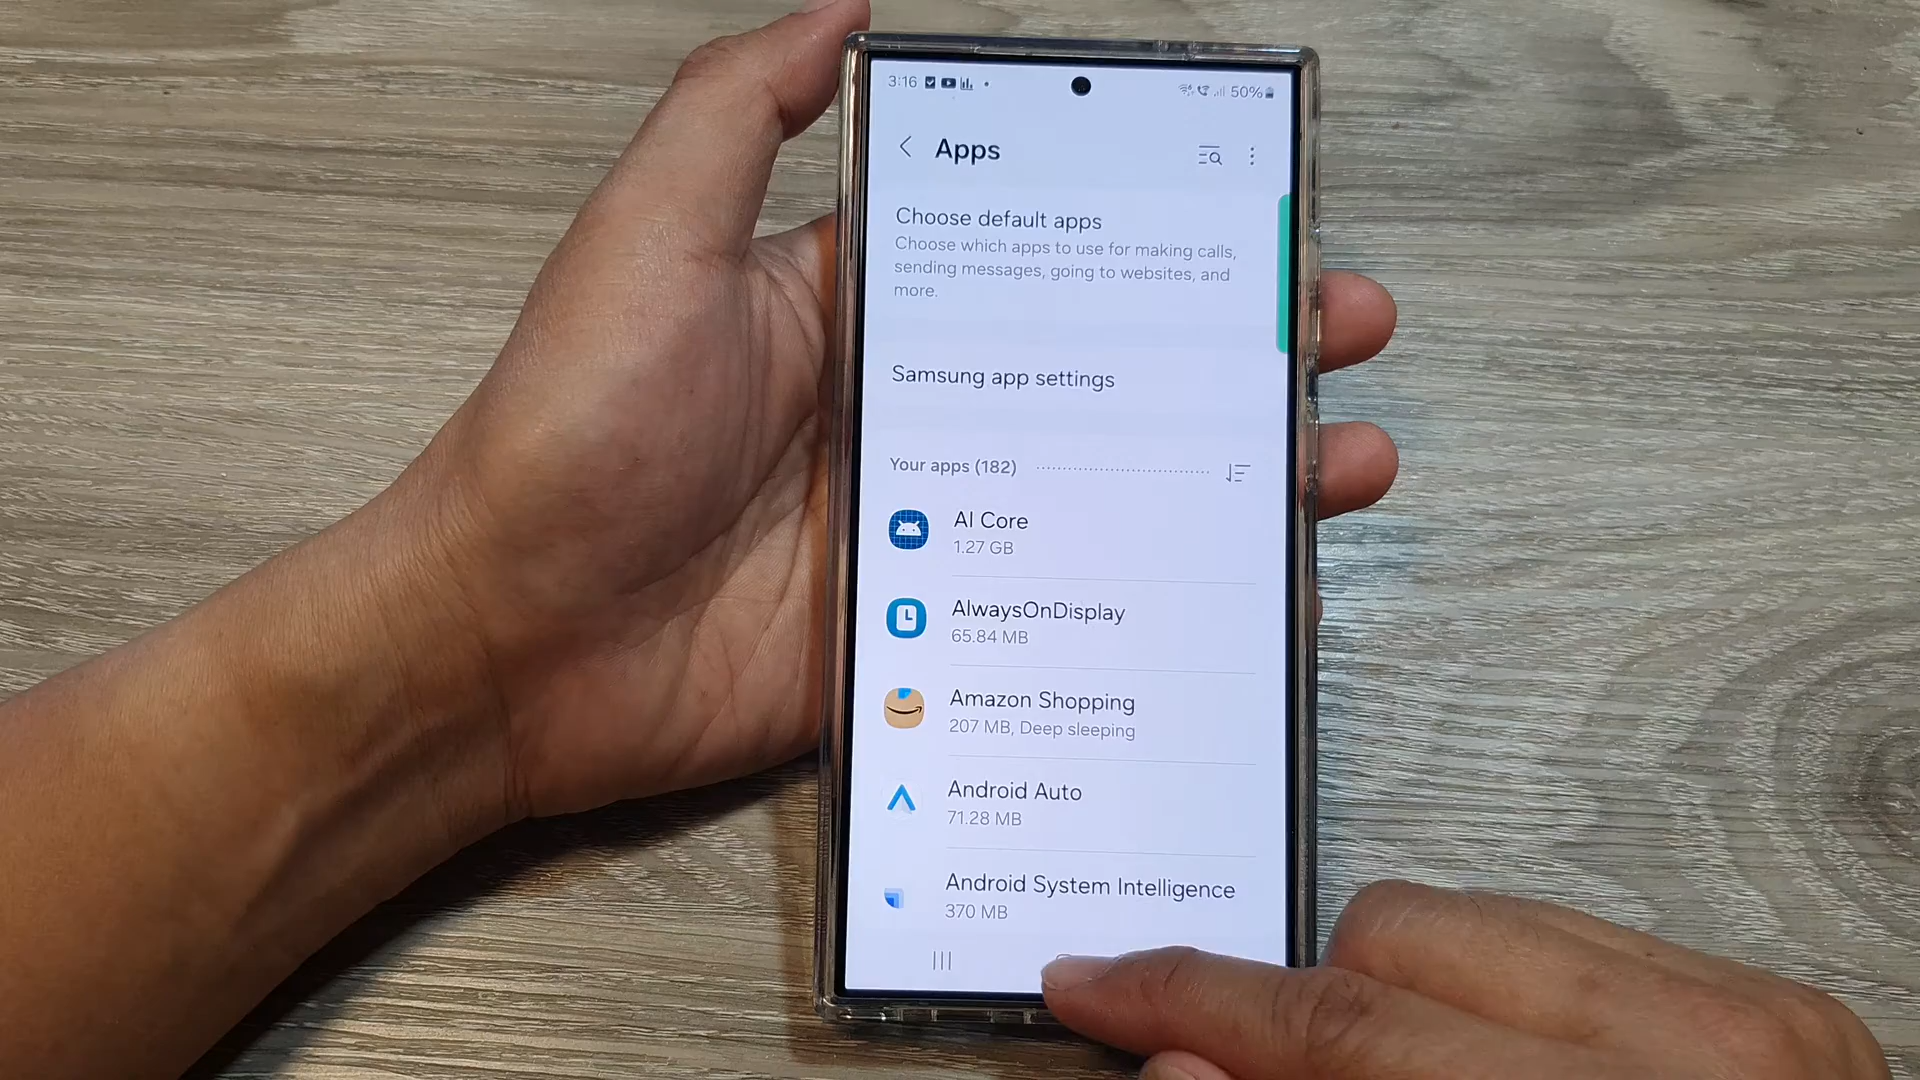 3:16
50%
Apps
Choose default apps
Choose which apps to use for making calls,
sending messages, going to websites, and
more.
Samsung app settings
Your apps (182)
AI Core
1.27 GB
AlwaysOnDisplay
65.84 MB
Amazon Shopping
207 MB, Deep sleeping
Android Auto
71.28 MB
Android System Intelligence
370 MB